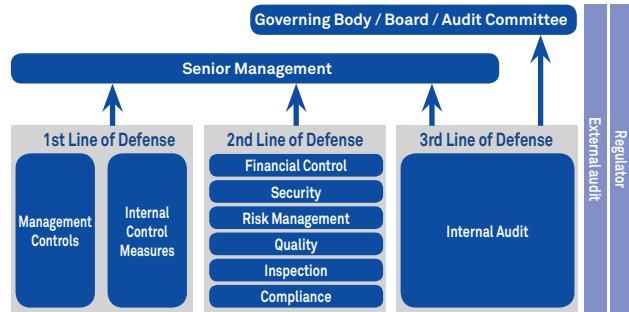 Governing Body / Board / Audit Committee
Senior Management
1st Line of Defense
Management
Controls
Internal
Control
Measures
2nd Line of Defense
Financial Control
Security
Risk Management
Quality
Inspection
Compliance
3rd Line of Defense
Internal Audit
External audit
Regulator